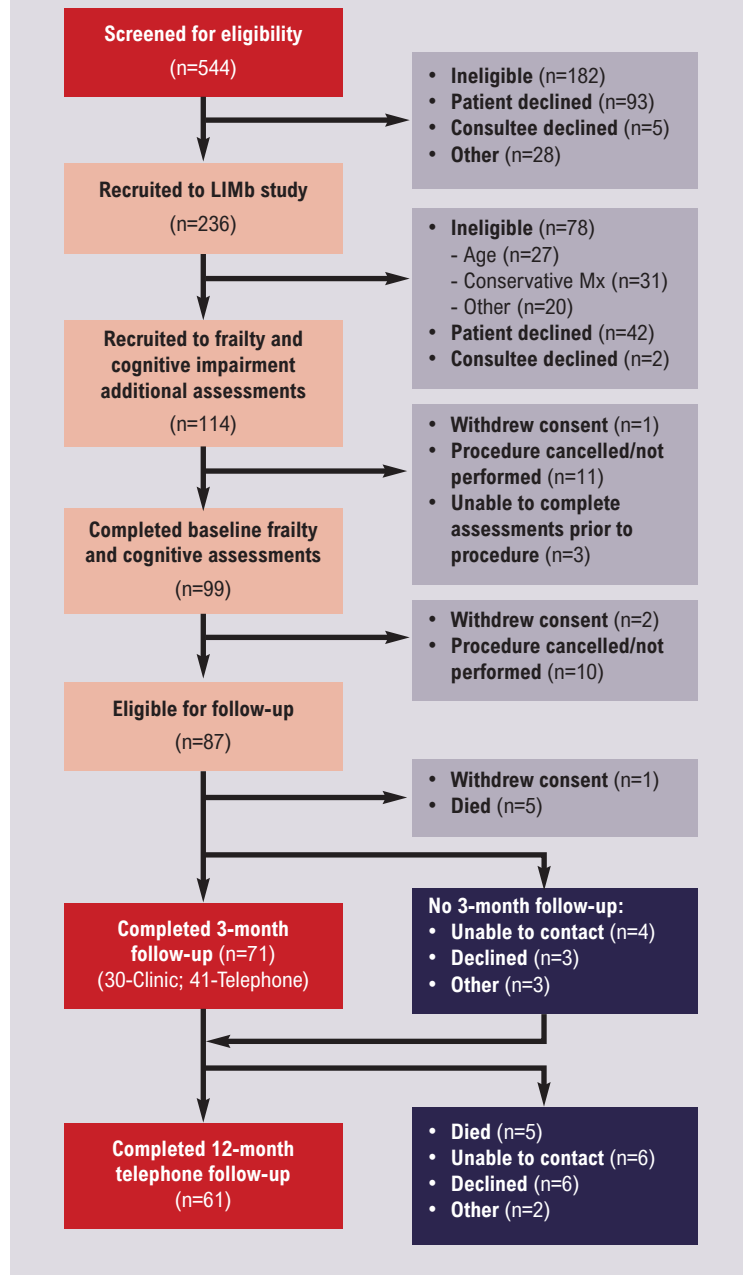 Screened for eligibility
(n=544)
• Ineligible (n=182)
• Patient declined (n=93)
• Consultee declined (n=5)
• Other (n=28)
Recruited to LIMb study
(n=236)
• Ineligible (n=78)
- Age (n=27)
- Conservative Mx (n=31)
- Other (n=20)
• Patient declined (n=42)
• Consultee declined (n=2)
Recruited to frailty and
cognitive impairment
additional assessments
(n=114)
• Withdrew consent (n=1)
• Procedure cancelled/not
performed (n=11)
• Unable to complete
assessments prior to
procedure (n=3)
Completed baseline frailty
and cognitive assessments
(n=99)
• Withdrew consent (n=2)
• Procedure cancelled/not
performed (n=10)
Eligible for follow-up
(n=87)
• Withdrew consent (n=1)
• Died (n=5)
Completed 3-month
follow-up (n=71)
(30-Clinic; 41-Telephone)
No 3-month follow-up:
• Unable to contact (n=4)
• Declined (n=3)
• Other (n=3)
Completed 12-month
telephone follow-up
(n=61)
• Died (n=5)
• Unable to contact (n=6)
• Declined (n=6)
• Other (n=2)